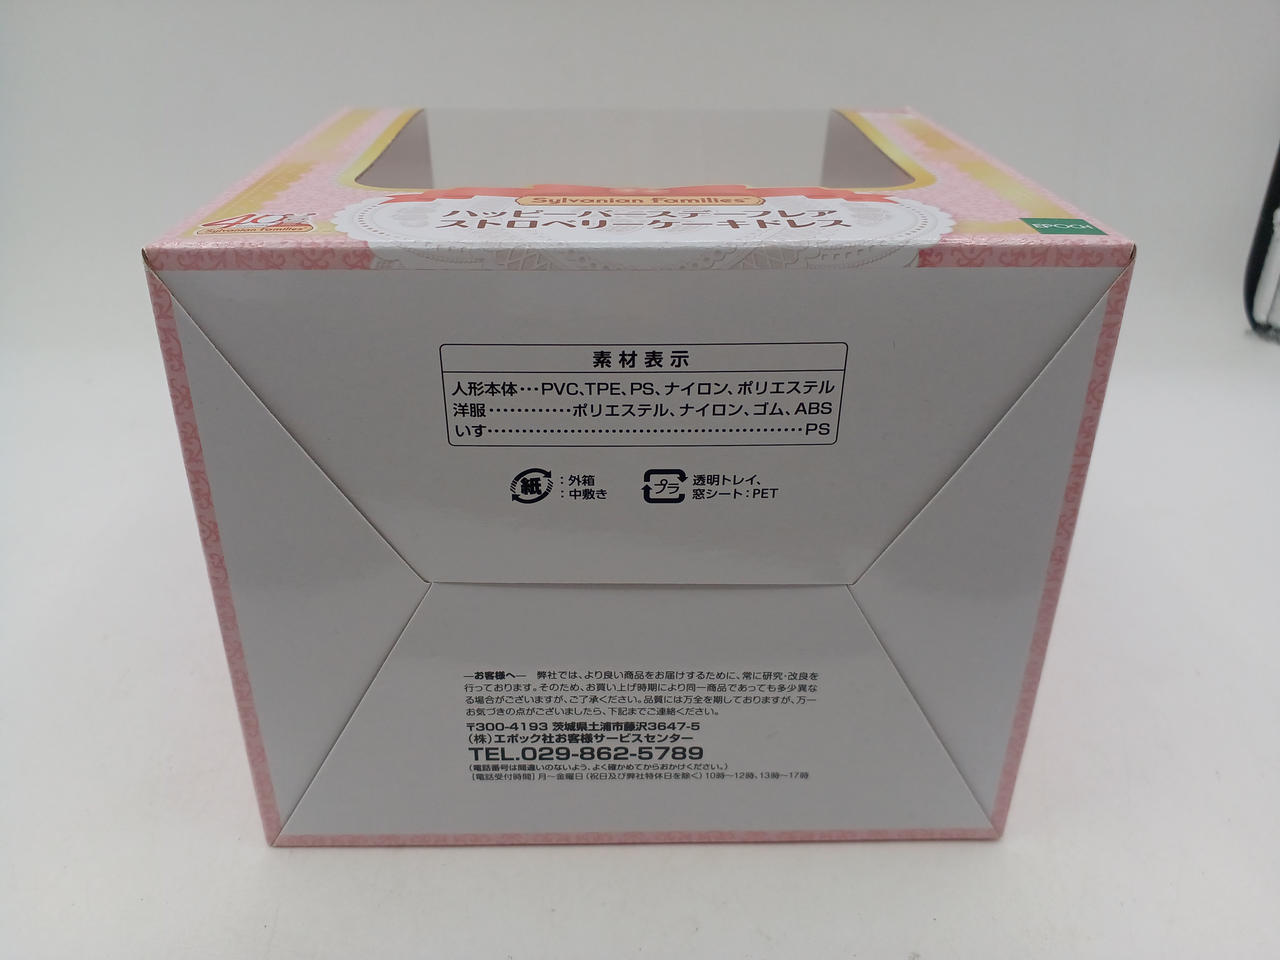 Sylvanian Families
ハッピーバースデーフレア
ストロベリーケーキドレス
40th
Sylvanian Families
EPOCH
素材表示
人形本体…PVC、TPE、PS、ナイロン、ポリエステル
洋服…………ポリエステル、ナイロン、ゴム、ABS
いす……………………………………PS
紙：外箱
：中敷き
プラ：透明トレイ、
窓シート：PET
―お客様へ― 弊社では、より良い商品をお届けするために、常に研究・改良を
行っております。そのため、お買い上げ時期により同一商品であっても多少異な
る場合がございますが、ご了承ください。品質には万全を期しておりますが、万一
お気づきの点がございましたら、下記までご連絡ください。
〒300-4193 茨城県土浦市藤沢3647-5
（株）エポック社お客様サービスセンター
TEL.029-862-5789
（電話番号は間違いのないよう、よく確かめてからおかけください。）
［電話受付時間］月～金曜日（祝日及び弊社特休日を除く）10時～12時、13時～17時